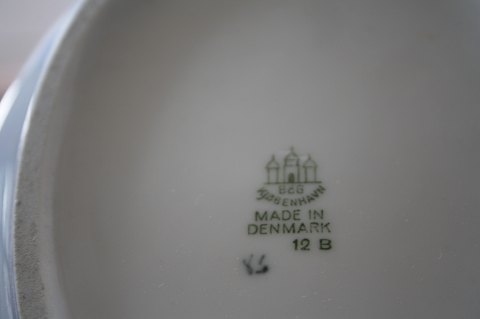 B&G
KJØBENHAVN
MADE IN
DENMARK
12 B